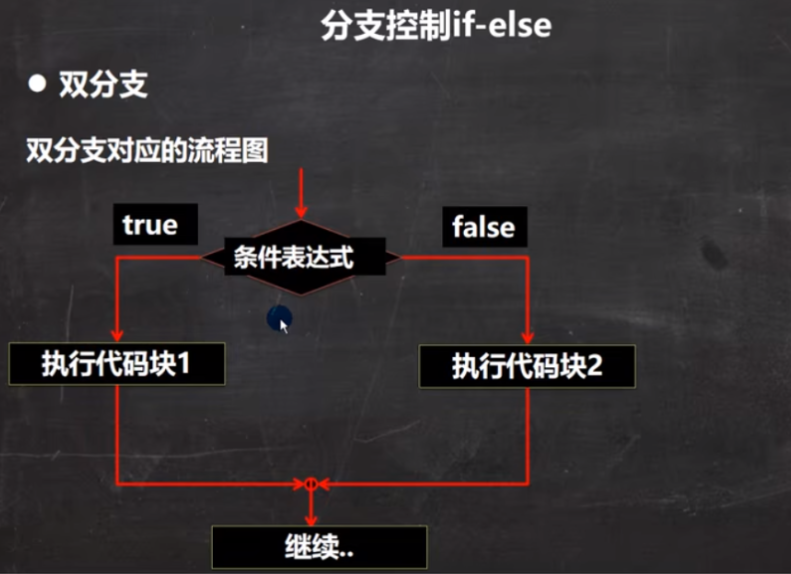 分支控制if-else
● 双分支
双分支对应的流程图
true
false
条件表达式
执行代码块1
执行代码块2
继续..